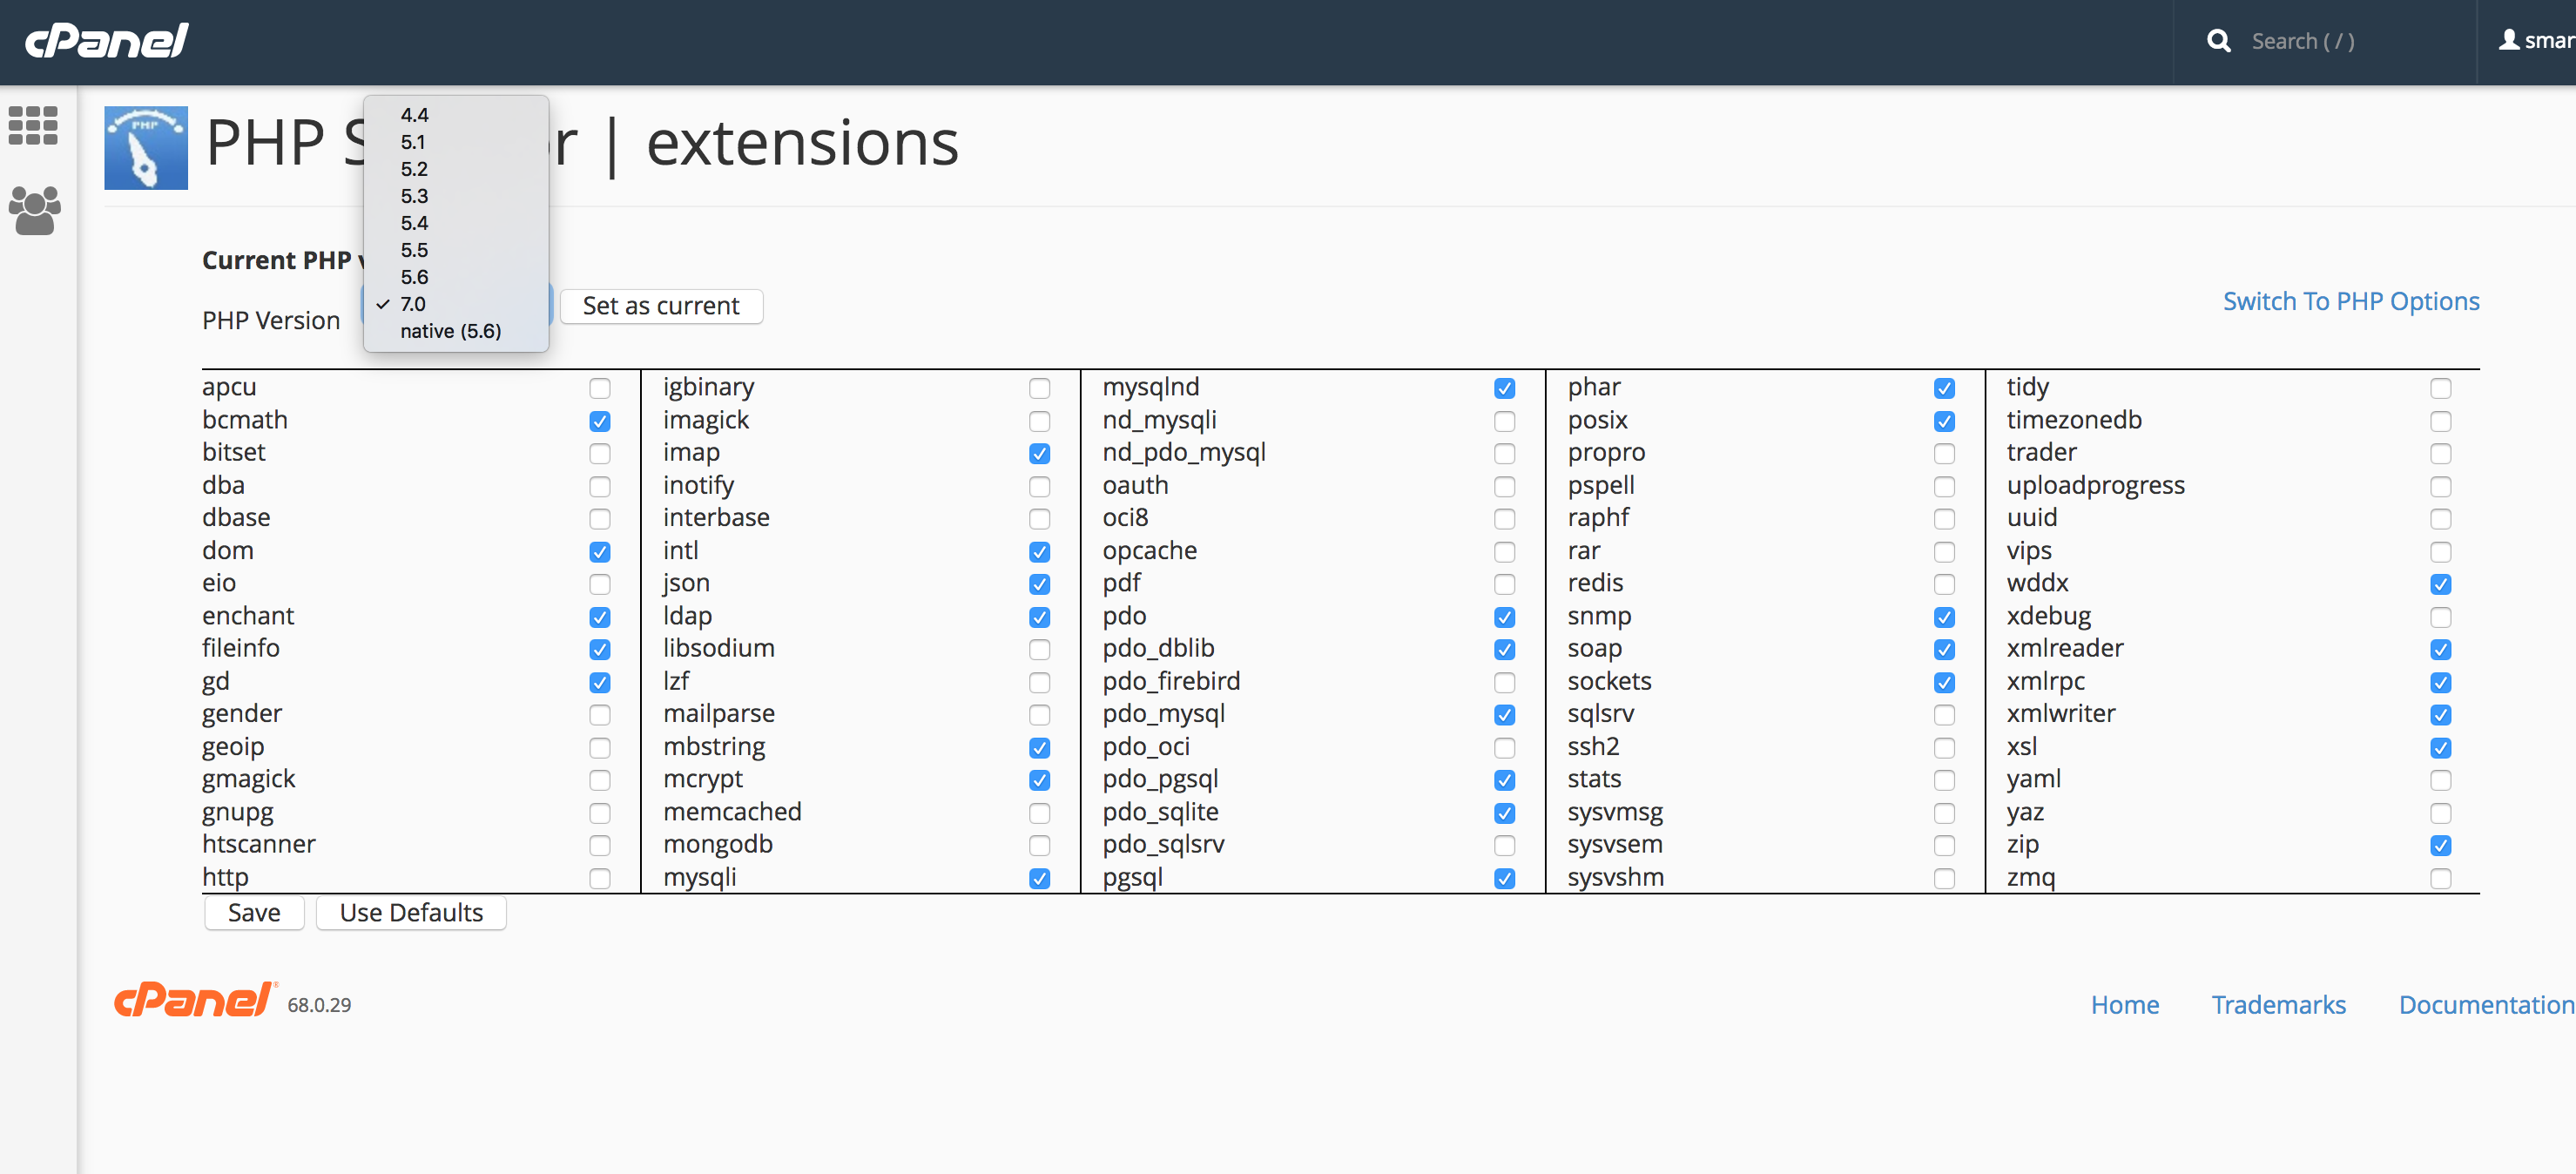 cPanel
Search ( / )
smar
PHP S r | extensions
4.4
5.1
5.2
5.3
5.4
5.5
5.6
7.0
native (5.6)
Current PHP
PHP Version
Set as current
Switch To PHP Options
apcu
bcmath
bitset
dba
dbase
dom
eio
enchant
fileinfo
gd
gender
geoip
gmagick
gnupg
htscanner
http
igbinary
imagick
imap
inotify
interbase
intl
json
ldap
libsodium
lzf
mailparse
mbstring
mcrypt
memcached
mongodb
mysqli
mysqlnd
nd_mysqli
nd_pdo_mysql
oauth
oci8
opcache
pdf
pdo
pdo_dblib
pdo_firebird
pdo_mysql
pdo_oci
pdo_pgsql
pdo_sqlite
pdo_sqlsrv
pgsql
phar
posix
propro
pspell
raphf
rar
redis
snmp
soap
sockets
sqlsrv
ssh2
stats
sysvmsg
sysvsem
sysvshm
tidy
timezonedb
trader
uploadprogress
uuid
vips
wddx
xdebug
xmlreader
xmlrpc
xmlwriter
xsl
yaml
yaz
zip
zmq
Save
Use Defaults
cPanel® 68.0.29
Home
Trademarks
Documentation